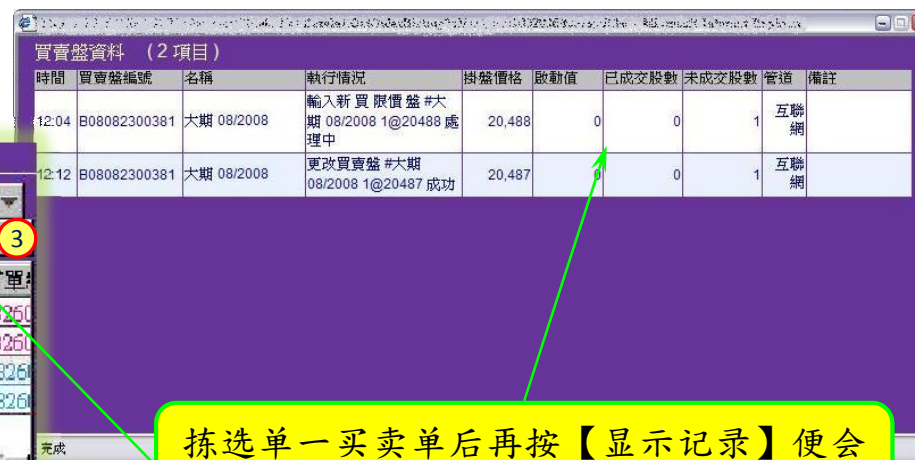 買賣盤資料 (2項目)
時間 買賣盤編號 名稱 執行情況 掛盤價格 啟動值 已成交股數 未成交股數 管道 備註
12:04 B08082300381 大期 08/2008 輸入新 買 限價 盤 #大期 08/2008 1@20488 處理中 20,488 0 0 1 互聯網
12:12 B08082300381 大期 08/2008 更改買賣盤 #大期 08/2008 1@20487 成功 20,487 0 0 1 互聯網
3
單
完成
拣选单一买卖单后再按【显示记录】便会